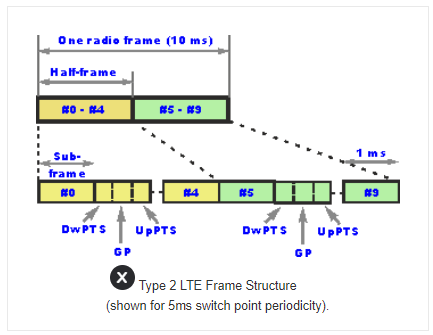 One radio frame (10 ms)
Half-frame
#0 - #4 #5 - #9
Sub-
frame
1 ms
#0 #4 #5 #9
DwPTS UpPTS DwPTS UpPTS
GP GP
X
Type 2 LTE Frame Structure
(shown for 5ms switch point periodicity).